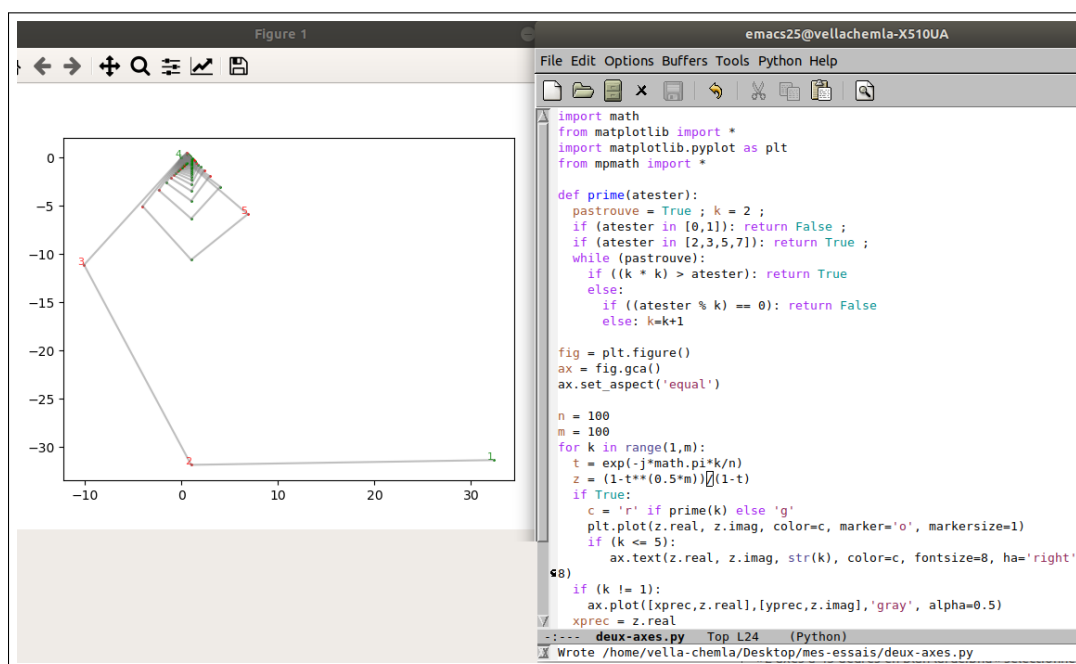 Figure 1
0
−5
−10
−15
−20
−25
−30
−10
0
10
20
30
4
5
3
2
1
emacs25@vellachemla-X510UA
File Edit Options Buffers Tools Python Help
import math
from matplotlib import *
import matplotlib.pyplot as plt
from mpmath import *
def prime(atester):
  pastrouve = True ; k = 2 ;
  if (atester in [0,1]): return False ;
  if (atester in [2,3,5,7]): return True ;
  while (pastrouve):
    if ((k * k) > atester): return True
    else:
      if ((atester % k) == 0): return False
      else: k=k+1
fig = plt.figure()
ax = fig.gca()
ax.set_aspect('equal')
n = 100
m = 100
for k in range(1,m):
  t = exp(-j*math.pi*k/n)
  z = (1-t**(0.5*m))/(1-t)
  if True:
    c = 'r' if prime(k) else 'g'
    plt.plot(z.real, z.imag, color=c, marker='o', markersize=1)
    if (k <= 5):
       ax.text(z.real, z.imag, str(k), color=c, fontsize=8, ha='right'
8)
  if (k != 1):
    ax.plot([xprec,z.real],[yprec,z.imag],'gray', alpha=0.5)
  xprec = z.real
-:--- deux-axes.py Top L24 (Python)
Wrote /home/vella-chemla/Desktop/mes-essais/deux-axes.py